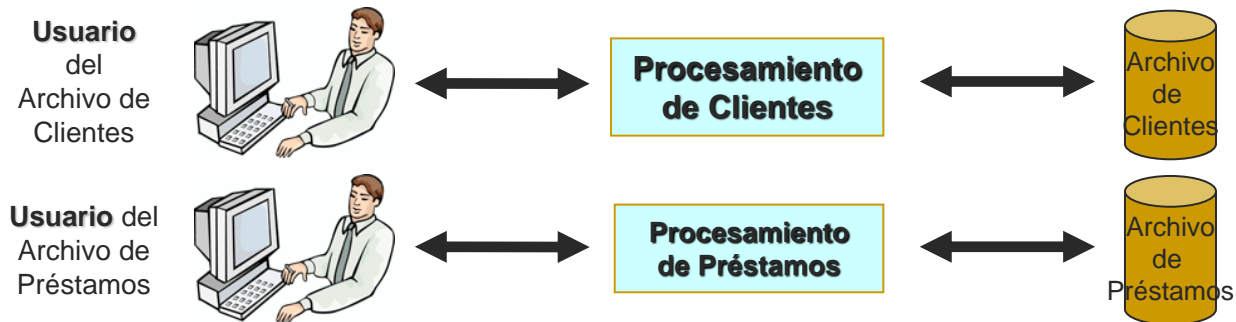 Usuario
del
Archivo de
Clientes
Procesamiento
de Clientes
Archivo
de
Clientes
Usuario del
Archivo de
Préstamos
Procesamiento
de Préstamos
Archivo
de
Préstamos